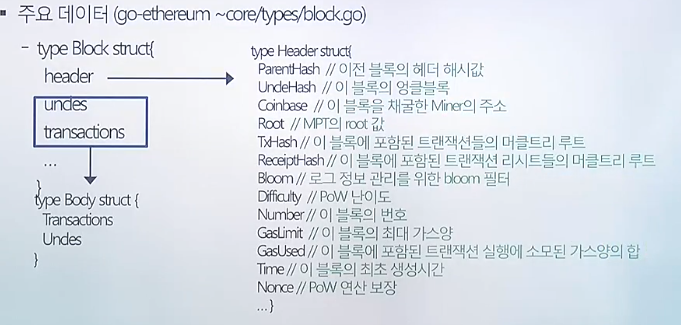 ▪ 주요 데이터 (go-ethereum ~core/types/block.go)
– type Block struct{
header
uncles
transactions
...
}
type Body struct {
Transactions
Uncles
}
type Header struct{
ParentHash // 이전 블록의 헤더 해시값
UncleHash // 이 블록의 엉클블록
Coinbase // 이 블록을 채굴한 Miner의 주소
Root // MPT의 root 값
TxHash // 이 블록에 포함된 트랜잭션들의 머클트리 루트
ReceiptHash // 이 블록에 포함된 트랜잭션 리시트들의 머클트리 루트
Bloom // 로그 정보 관리를 위한 bloom 필터
Difficulty // PoW 난이도
Number // 이 블록의 번호
GasLimit // 이 블록의 최대 가스양
GasUsed // 이 블록에 포함된 트랜잭션 실행에 소모된 가스양의 합
Time // 이 블록의 최초 생성시간
Nonce // PoW 연산 보장
... }